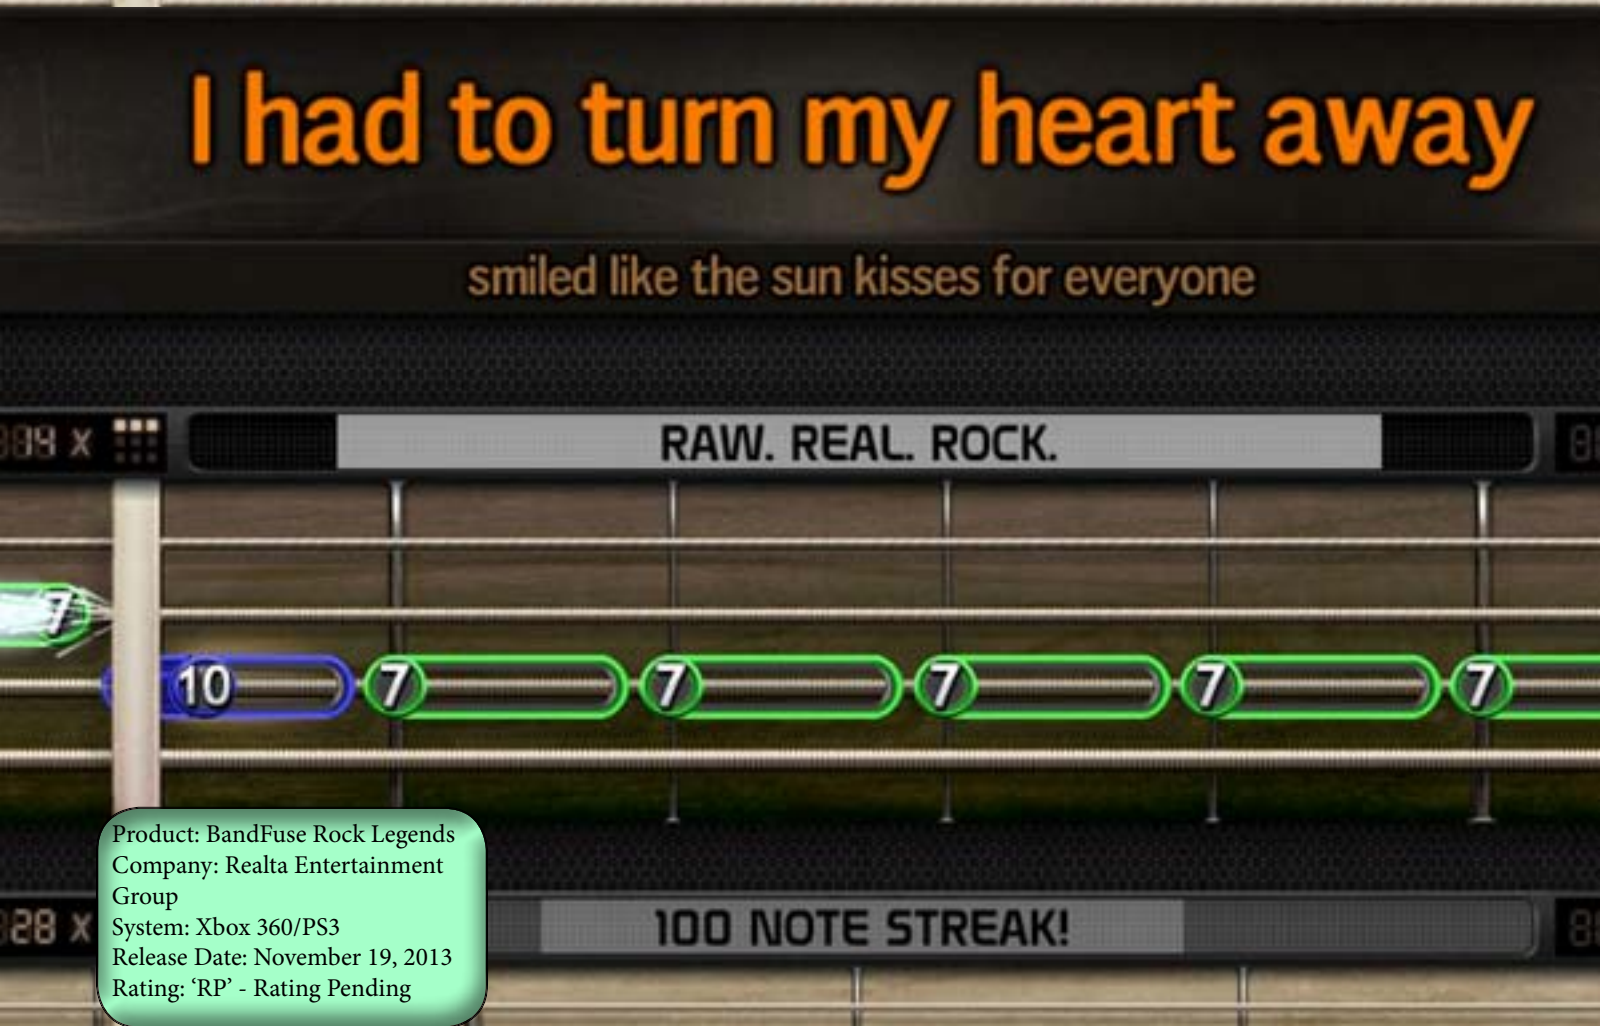 I had to turn my heart away
smiled like the sun kisses for everyone
14 X
RAW. REAL. ROCK.
7
10 7 7 7 7 7
Product: BandFuse Rock Legends
Company: Realta Entertainment
Group
System: Xbox 360/PS3
Release Date: November 19, 2013
Rating: ‘RP’ - Rating Pending
28 X
100 NOTE STREAK!